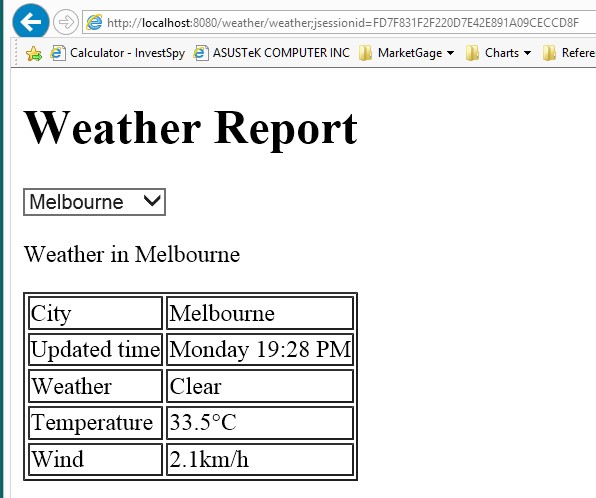 http://localhost:8080/weather/weather;jsessionid=FD7F831F2F220D7E42E891A09CECCD8F
Calculator - InvestSpy ASUSTeK COMPUTER INC MarketGage Charts Refere
Weather Report
Melbourne
Weather in Melbourne
City Melbourne
Updated time Monday 19:28 PM
Weather Clear
Temperature 33.5°C
Wind 2.1km/h